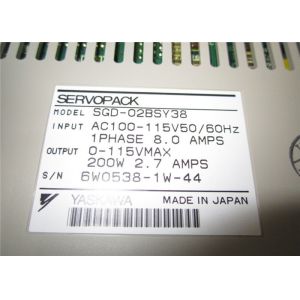 SERVOPACK
MODEL SGD-02BSY38
INPUT AC100-115V50/60Hz
1PHASE 8.0 AMPS
OUTPUT 0-115VMAX
200W 2.7 AMPS
S/N 6W0538-1W-44
YASKAWA MADE IN JAPAN